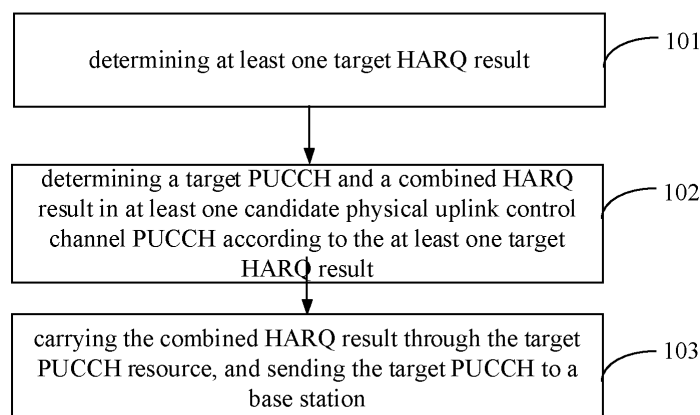 determining at least one target HARQ result
101
determining a target PUCCH and a combined HARQ
result in at least one candidate physical uplink control
channel PUCCH according to the at least one target
HARQ result
102
carrying the combined HARQ result through the target
PUCCH resource, and sending the target PUCCH to a
base station
103